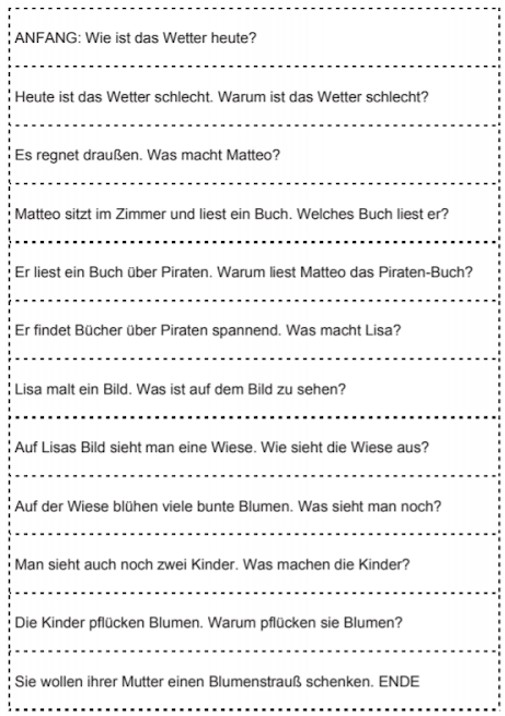 ANFANG: Wie ist das Wetter heute?
Heute ist das Wetter schlecht. Warum ist das Wetter schlecht?
Es regnet draußen. Was macht Matteo?
Matteo sitzt im Zimmer und liest ein Buch. Welches Buch liest er?
Er liest ein Buch über Piraten. Warum liest Matteo das Piraten-Buch?
Er findet Bücher über Piraten spannend. Was macht Lisa?
Lisa malt ein Bild. Was ist auf dem Bild zu sehen?
Auf Lisas Bild sieht man eine Wiese. Wie sieht die Wiese aus?
Auf der Wiese blühen viele bunte Blumen. Was sieht man noch?
Man sieht auch noch zwei Kinder. Was machen die Kinder?
Die Kinder pflücken Blumen. Warum pflücken sie Blumen?
Sie wollen ihrer Mutter einen Blumenstrauß schenken. ENDE